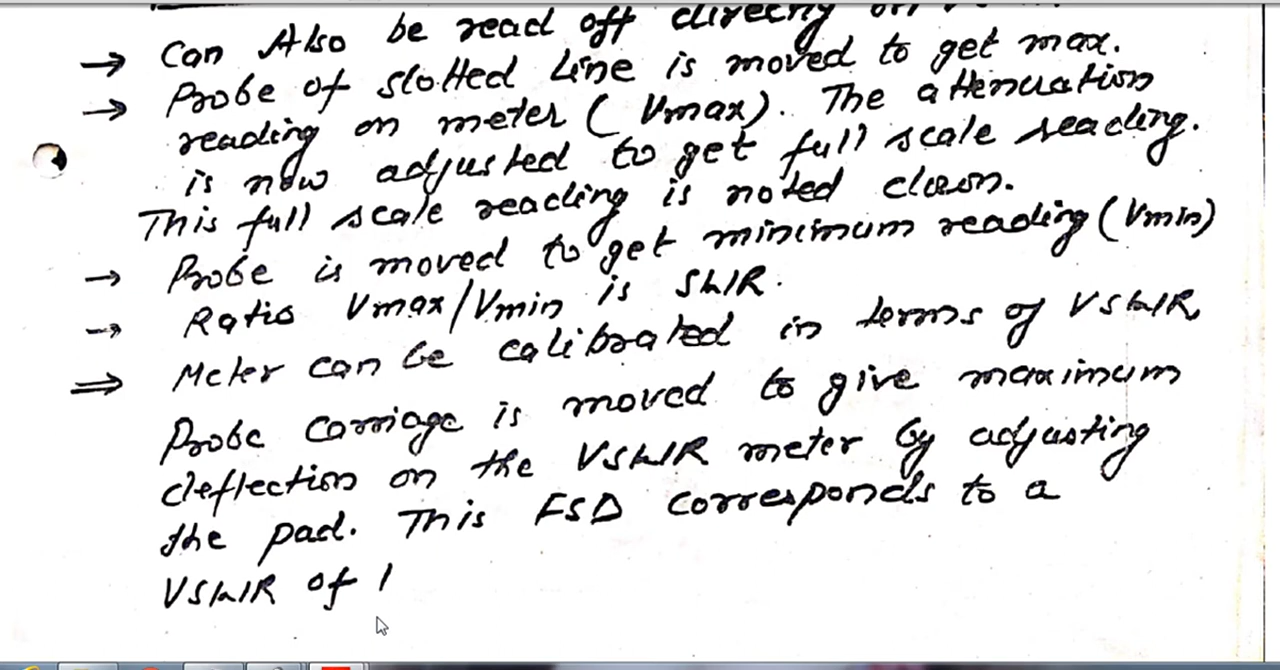 → Can Also be read off directly on
→ Probe of slotted Line is moved to get max.
reading on meter (Vmax). The attenuation
is now adjusted to get full scale reading.
This full scale reading is noted down.
→ Probe is moved to get minimum reading (Vmin)
→ Ratio Vmax/Vmin is SWR.
⇒ Meter can be calibrated in terms of VSWR,
Probe carriage is moved to give maximum
deflection on the VSWR meter by adjusting
the pad. This FSD corresponds to a
VSWR of 1